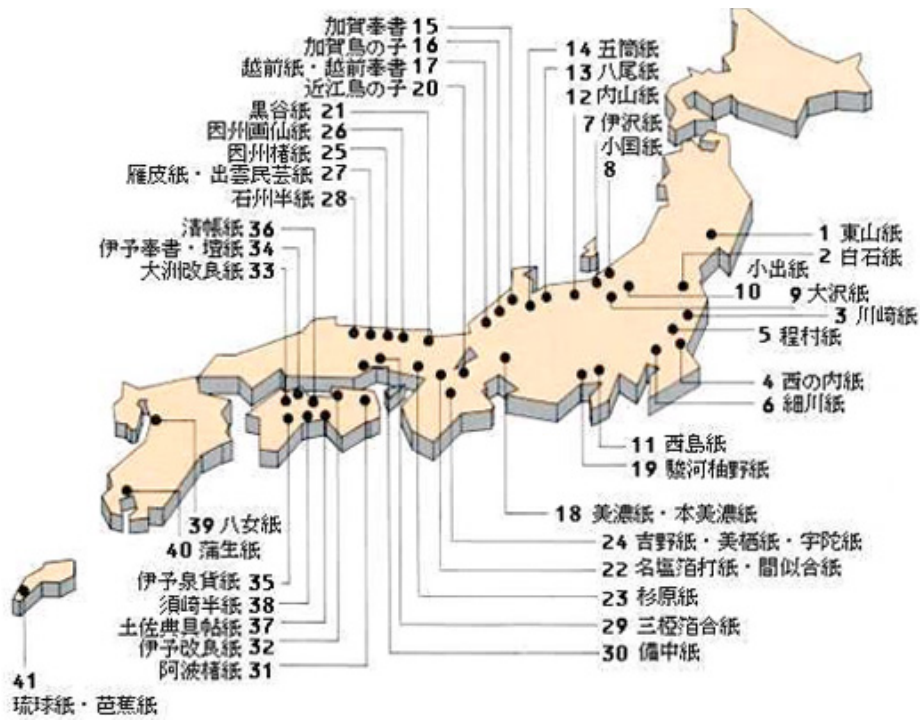 加賀奉書 15
加賀鳥の子 16
越前紙・越前奉書 17
近江鳥の子 20
黒谷紙 21
因州画仙紙 26
因州楮紙 25
雁皮紙・出雲民芸紙 27
石州半紙 28
清帳紙 36
伊予奉書・壇紙 34
大洲改良紙 33
14 五箇紙
13 八尾紙
12 内山紙
7 伊沢紙
小国紙
8
1 東山紙
2 白石紙
小出紙
10
9 大沢紙
3 川崎紙
5 程村紙
4 西の内紙
6 細川紙
11 西島紙
19 駿河柚野紙
18 美濃紙・本美濃紙
24 吉野紙・美栖紙・宇陀紙
22 名塩箔打紙・間似合紙
23 杉原紙
29 三椏箔合紙
30 備中紙
39 八女紙
40 蒲生紙
伊予泉貨紙 35
須崎半紙 38
土佐典具帖紙 37
伊予改良紙 32
阿波楮紙 31
41
琉球紙・芭蕉紙